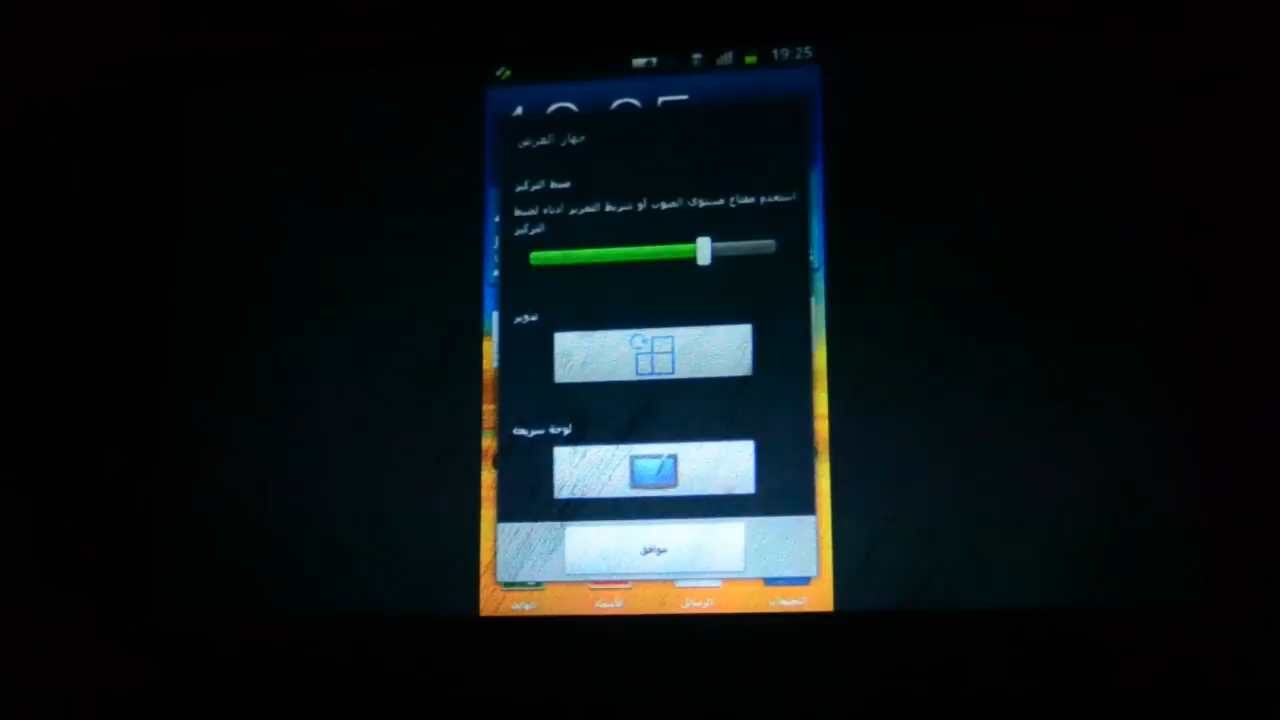 19:25
جهاز العرض
ضبط التركيز
استخدم مفتاح مستوى الصوت أو شريط التمرير أدناه لضبط
التركيز
تدوير
لوحة سريعة
موافق
الهاتف الأسماء الرسائل التطبيقات